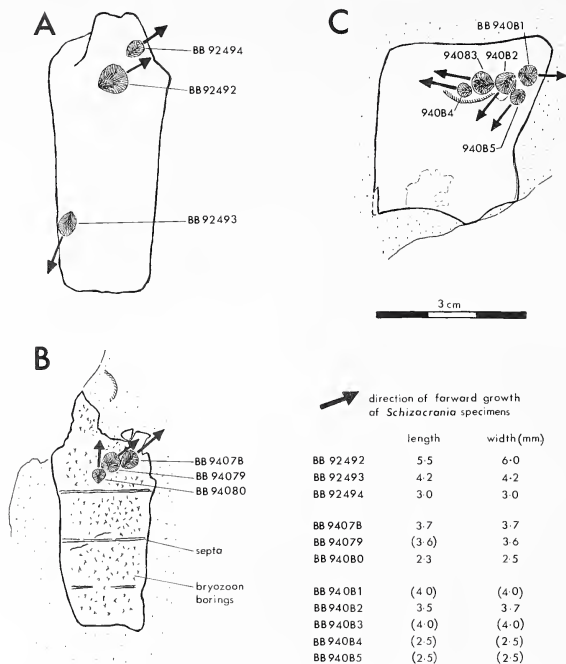 A
BB 92494
BB 92492
BB 92493
C
BB 940B1
940B3 940B2
940B4
940B5
3 cm
B
BB 9407B
BB 94079
BB 94080
septa
bryozoon
borings
direction of farward growth
af Schizacrania specimens
length width (mm)
BB 92492 5·5 6·0
BB 92493 4·2 4·2
BB 92494 3·0 3·0
BB 9407B 3·7 3·7
BB 94079 (3·6) 3·6
BB 940B0 2·3 2·5
BB 940B1 (4·0) (4·0)
BB 940B2 3·5 3·7
BB 940B3 (4·0) (4·0)
BB 940B4 (2·5) (2·5)
BB 940B5 (2·5) (2·5)